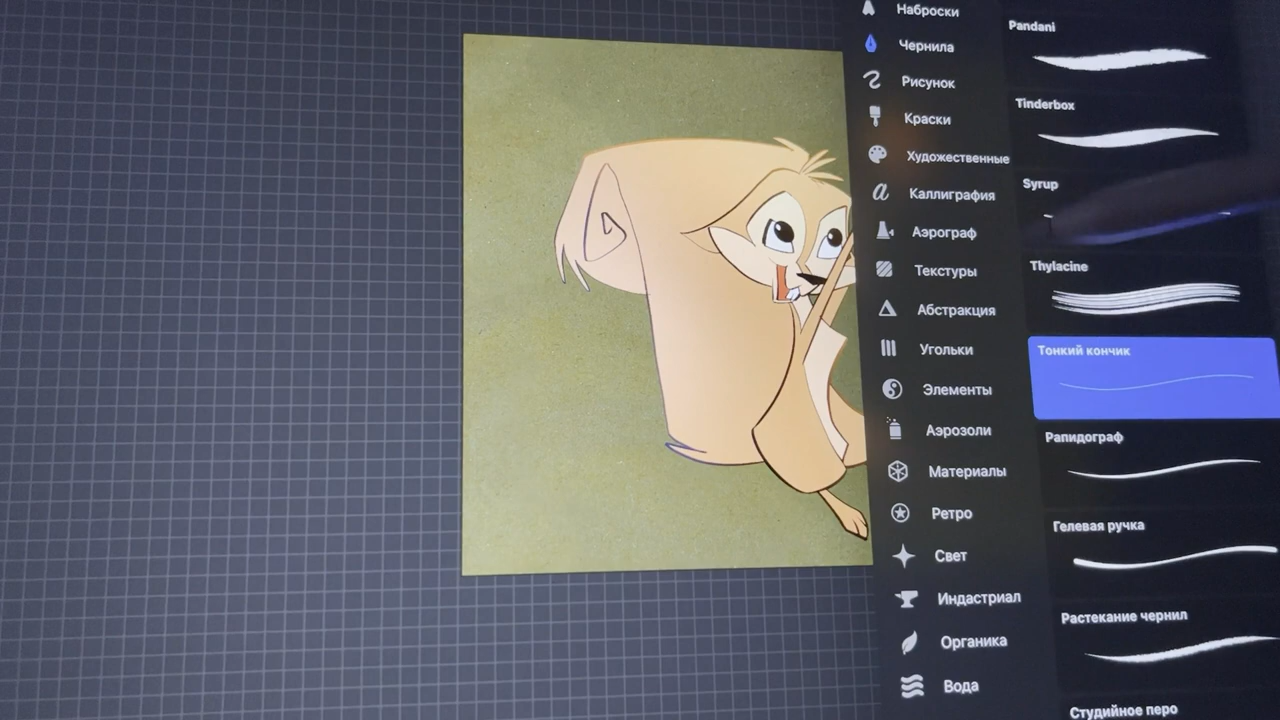 Наброски
Чернила
Рисунок
Краски
Художественные
Каллиграфия
Аэрограф
Текстуры
Абстракция
Угольки
Элементы
Аэрозоли
Материалы
Ретро
Свет
Индастриал
Органика
Вода
Pandani
Tinderbox
Syrup
Thylacine
Тонкий кончик
Рапидограф
Гелевая ручка
Растекание чернил
Студийное перо